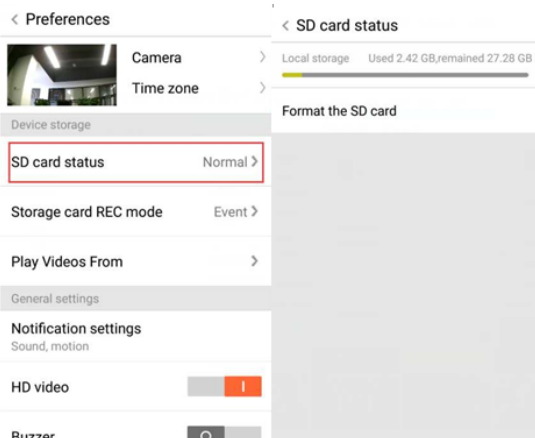 < Preferences
Camera >
Time zone >
Device storage
SD card status Normal >
Storage card REC mode Event >
Play Videos From >
General settings
Notification settings
Sound, motion
HD video
Buzzer
< SD card status
Local storage Used 2.42 GB,remained 27.28 GB
Format the SD card